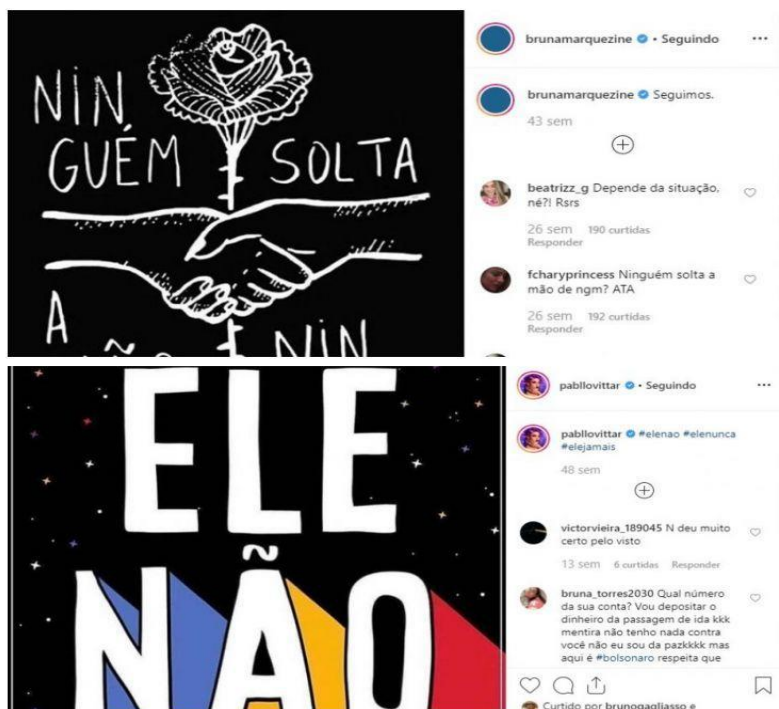 NIN
GUÉM SOLTA
A
NIN
brunamarquezine • Seguindo
brunamarquezine Seguimos.
43 sem
beatrizz_g Depende da situação,
né?! Rsrs
26 sem 190 curtidas
Responder
fcharyprincess Ninguém solta a
mão de ngm? ATA
26 sem 192 curtidas
Responder
ELE
NÃO
pabllovittar • Seguindo
pabllovittar #elenao #elenunca
#elejamais
48 sem
victorvieira_189045 N deu muito
certo pelo visto
13 sem 6 curtidas Responder
bruna_torres2030 Qual número
da sua conta? Vou depositar o
dinheiro da passagem de ida kkk
mentira não tenho nada contra
você não eu sou da pazkkkk mas
aqui é #bolsonaro respeita que
Curtido por brunogagliasso e